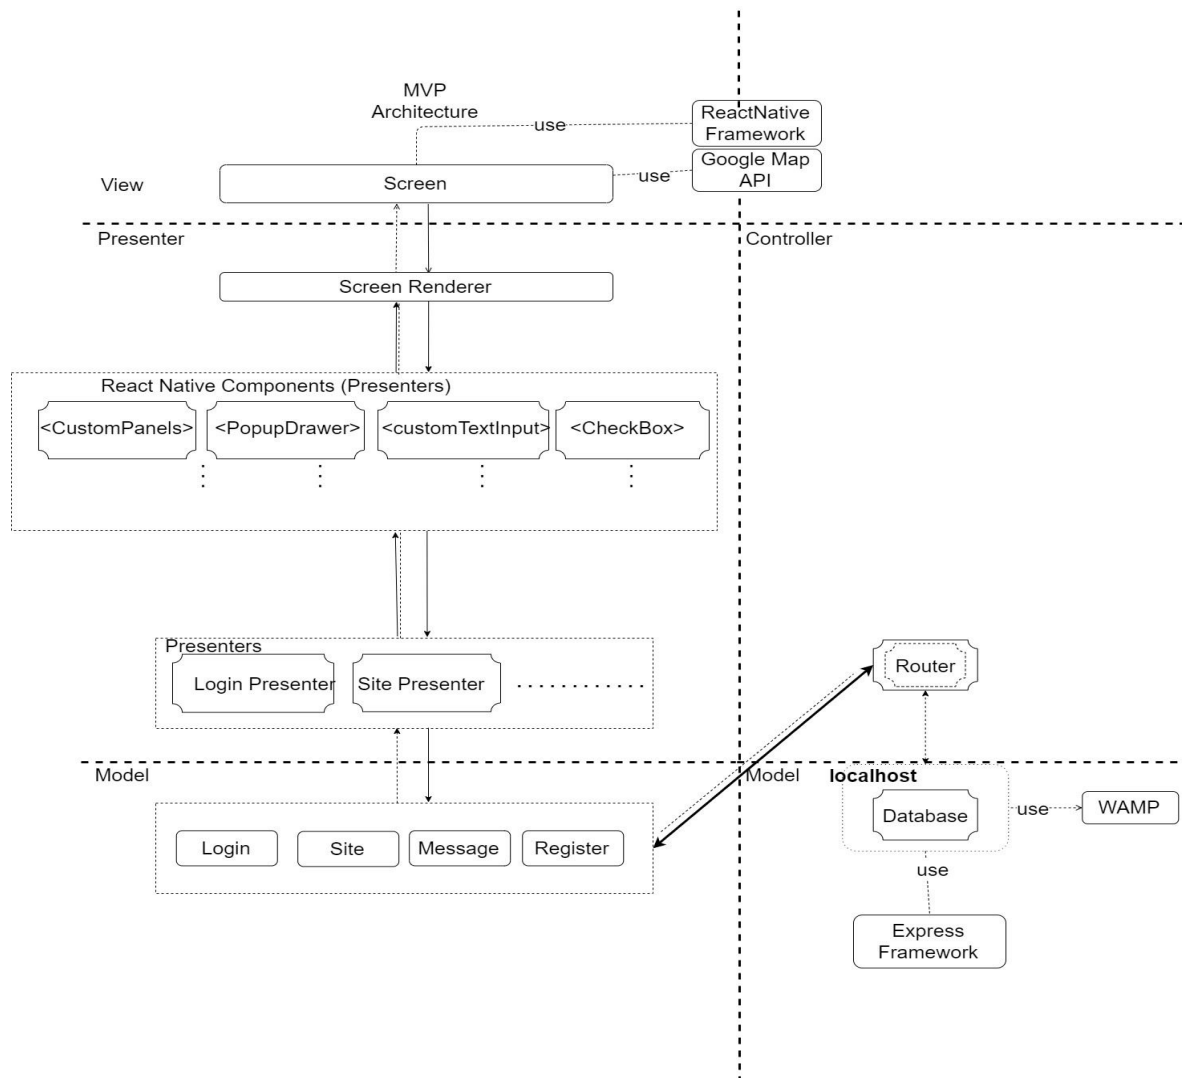 MVP
Architecture
use
ReactNative
Framework
Google Map
API
use
View
Screen
Presenter
Controller
Screen Renderer
React Native Components (Presenters)
<CustomPanels>
<PopupDrawer>
<customTextInput>
<CheckBox>
Presenters
Login Presenter
Site Presenter
Router
Model
Model
localhost
Database
use
WAMP
Login
Site
Message
Register
use
Express
Framework